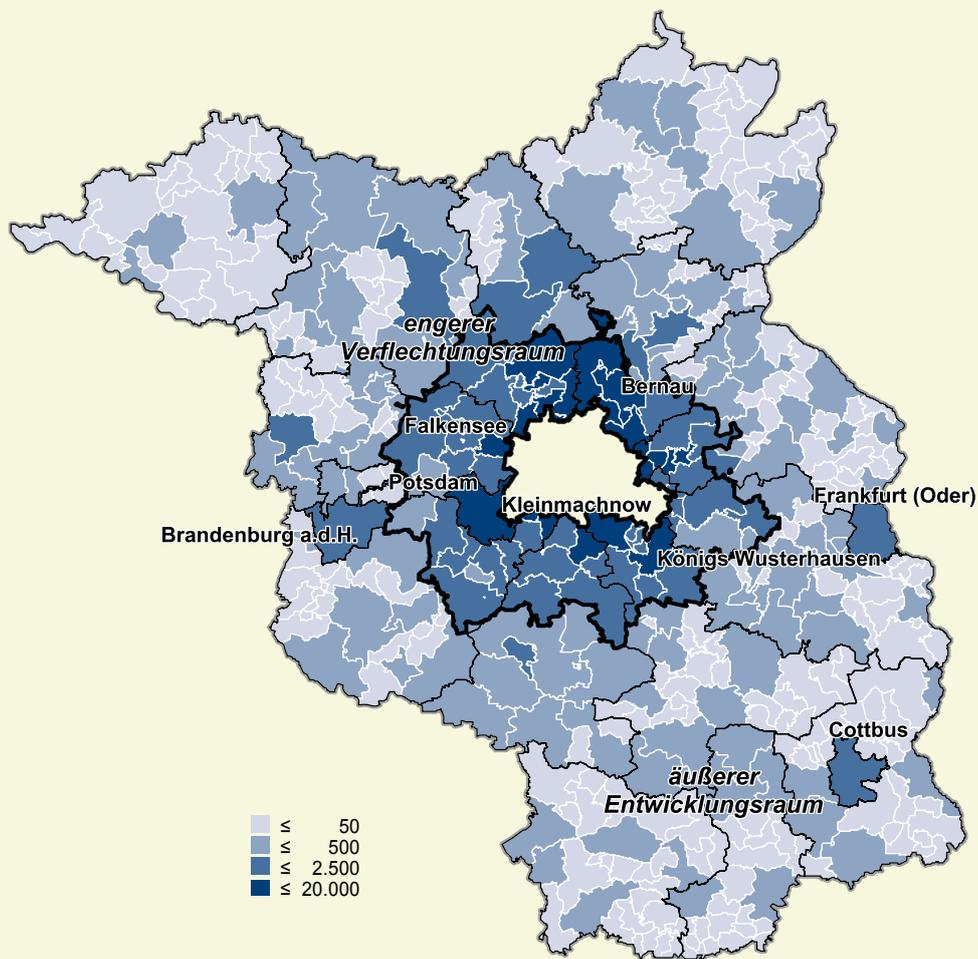 engerer
Verflechtungsraum
Bernau
Falkensee
Potsdam
Kleinmachnow
Frankfurt (Oder)
Brandenburg a.d.H.
Königs Wusterhausen
Cottbus
äußerer
Entwicklungsraum
≤ 50
≤ 500
≤ 2.500
≤ 20.000